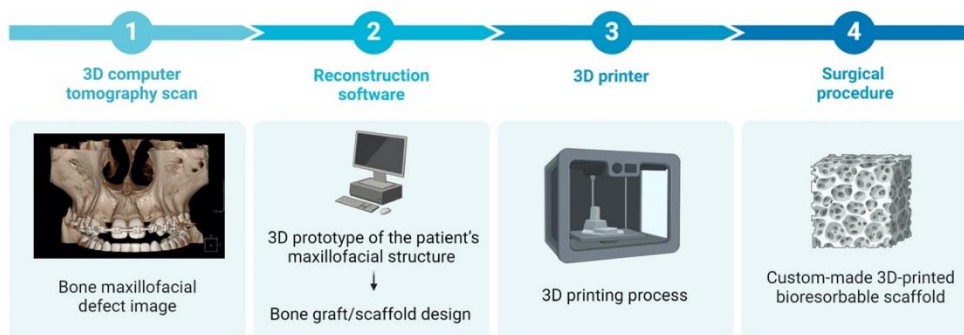 1
2
3
4
3D computer
tomography scan
Reconstruction
software
3D printer
Surgical
procedure
Bone maxillofacial
defect image
3D prototype of the patient's
maxillofacial structure
Bone graft/scaffold design
3D printing process
Custom-made 3D-printed
bioresorbable scaffold